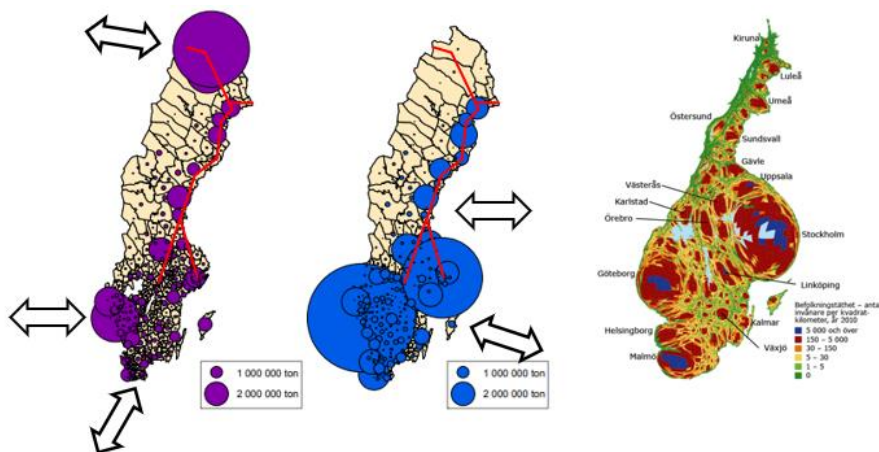 1 000 000 ton
2 000 000 ton
1 000 000 ton
2 000 000 ton
Kiruna
Luleå
Umeå
Östersund
Sundsvall
Gävle
Uppsala
Västerås
Karlstad
Örebro
Stockholm
Göteborg
Linköping
Helsingborg
Kalmar
Växjö
Malmö
Befolkningstäthet – antal
invånare per kvadrat-
kilometer, år 2010
5 000 och över
150 – 5 000
30 – 150
5 – 30
1 – 5
0